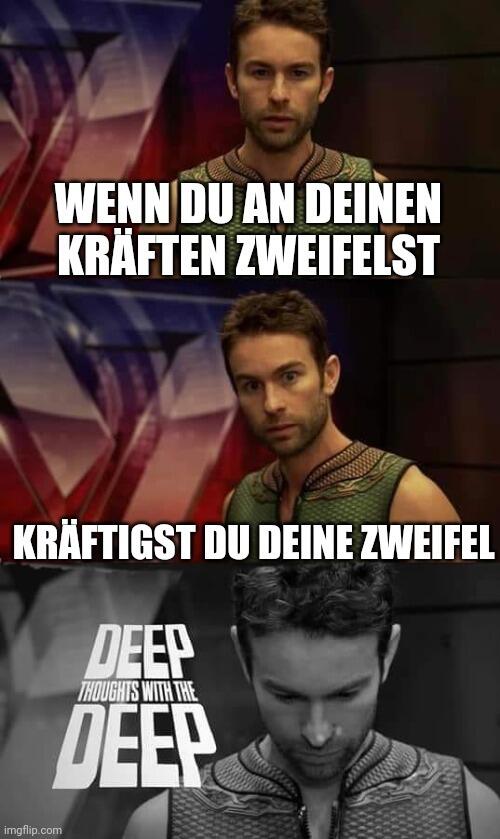 WENN DU AN DEINEN
KRÄFTEN ZWEIFELST
KRÄFTIGST DU DEINE ZWEIFEL
DEEP
THOUGHTS WITH THE
DEEP
imgflip.com